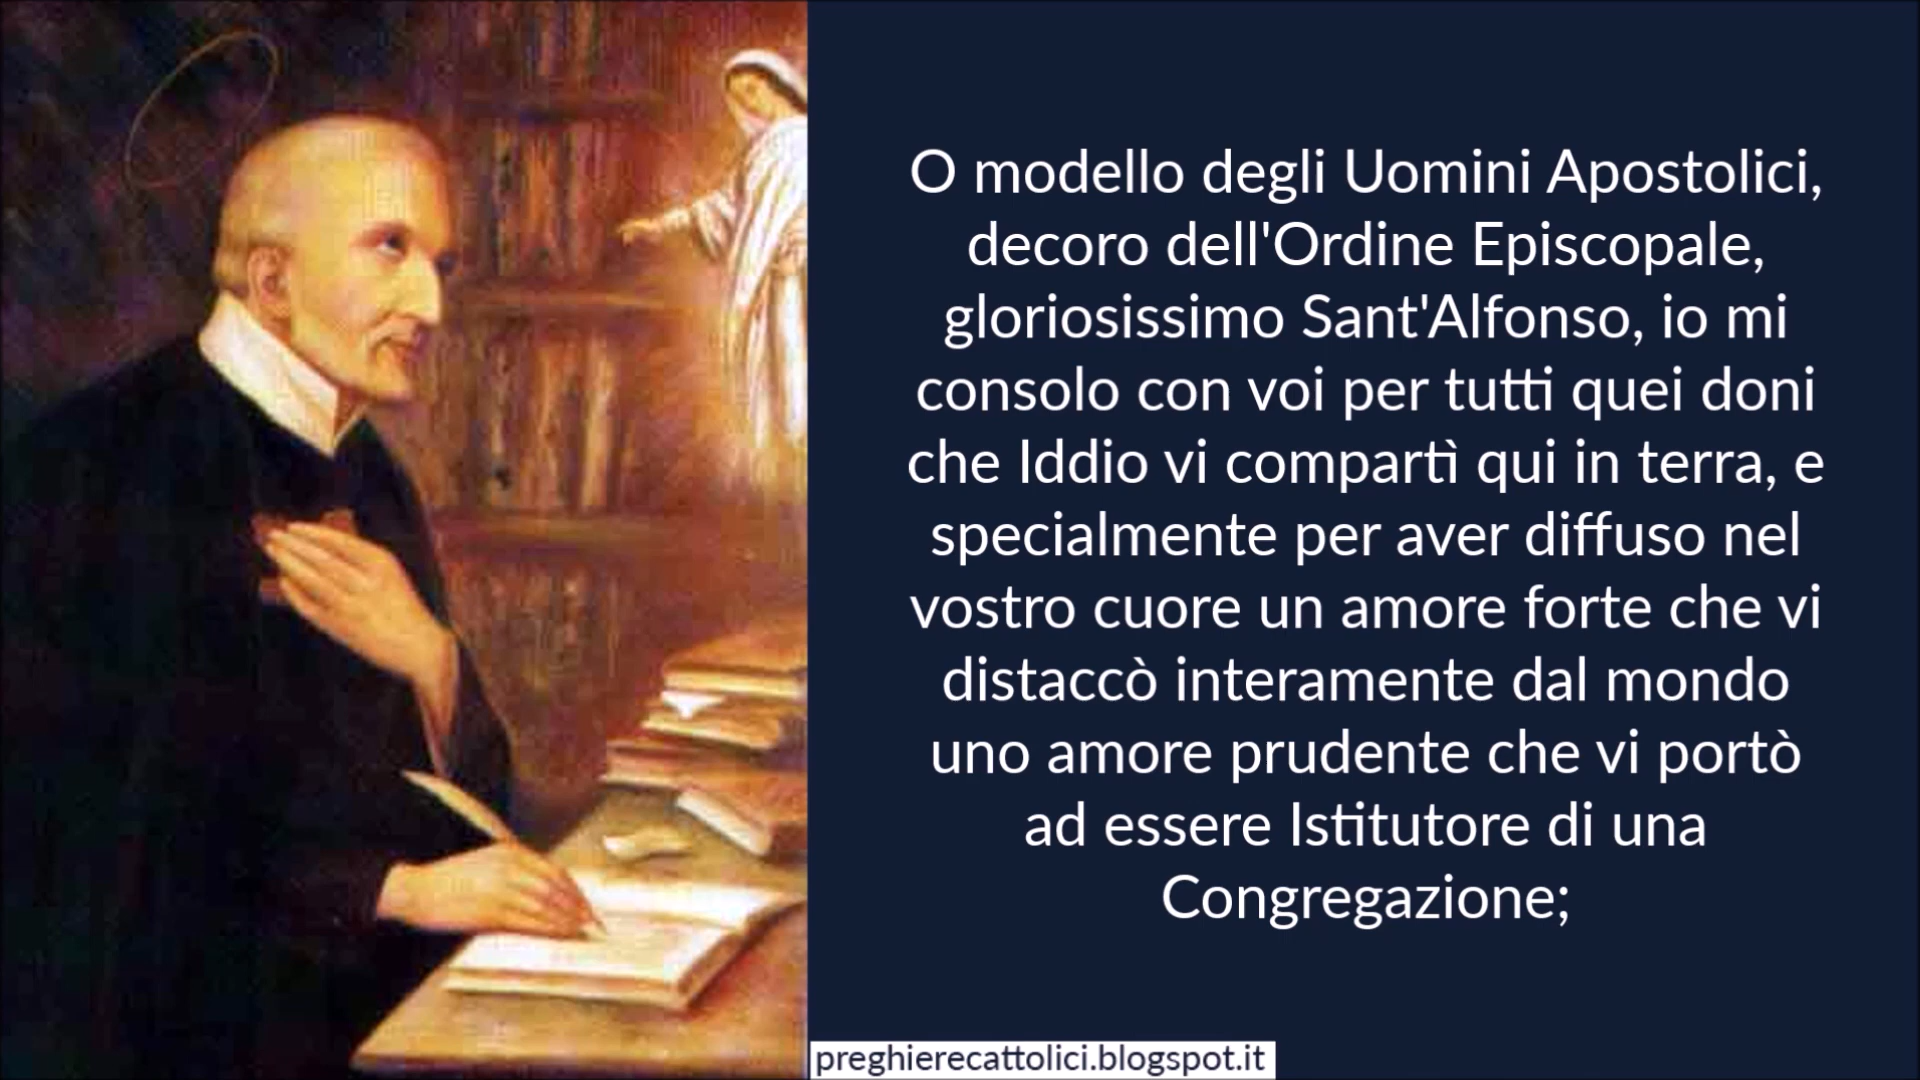 O modello degli Uomini Apostolici,
decoro dell'Ordine Episcopale,
gloriosissimo Sant'Alfonso, io mi
consolo con voi per tutti quei doni
che Iddio vi compartì qui in terra, e
specialmente per aver diffuso nel
vostro cuore un amore forte che vi
distaccò interamente dal mondo
uno amore prudente che vi portò
ad essere Istitutore di una
Congregazione;
preghierecattolici.blogspot.it